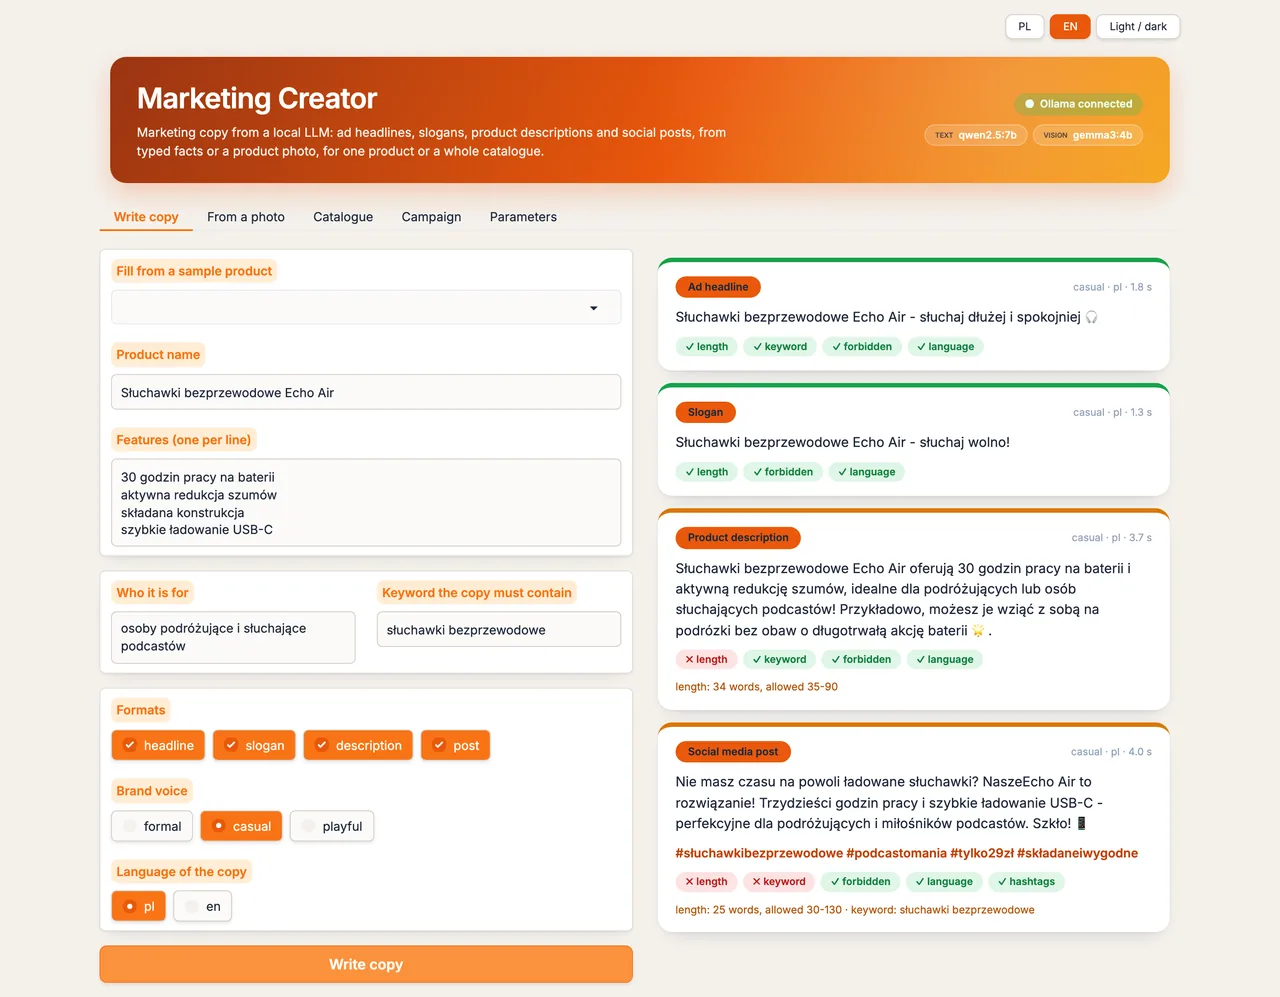 PL
EN
Light / dark
Marketing Creator
Marketing copy from a local LLM: ad headlines, slogans, product descriptions and social posts, from
typed facts or a product photo, for one product or a whole catalogue.
Ollama connected
TEXT qwen2.5:7b
VISION gemma3:4b
Write copy
From a photo
Catalogue
Campaign
Parameters
Fill from a sample product
Product name
Słuchawki bezprzewodowe Echo Air
Features (one per line)
30 godzin pracy na baterii
aktywna redukcja szumów
składana konstrukcja
szybkie ładowanie USB-C
Who it is for
osoby podróżujące i słuchające
podcastów
Keyword the copy must contain
słuchawki bezprzewodowe
Formats
headline
slogan
description
post
Brand voice
formal
casual
playful
Language of the copy
pl
en
Write copy
Ad headline
casual · pl · 1.8 s
Słuchawki bezprzewodowe Echo Air - słuchaj dłużej i spokojniej 🎧
✓ length
✓ keyword
✓ forbidden
✓ language
Slogan
casual · pl · 1.3 s
Słuchawki bezprzewodowe Echo Air - słuchaj wolno!
✓ length
✓ forbidden
✓ language
Product description
casual · pl · 3.7 s
Słuchawki bezprzewodowe Echo Air oferują 30 godzin pracy na baterii i
aktywną redukcję szumów, idealne dla podróżujących lub osób
słuchających podcastów! Przykładowo, możesz je wziąć z sobą na
podrózki bez obaw o długotrwałą akcję baterii 🌟 .
✕ length
✓ keyword
✓ forbidden
✓ language
length: 34 words, allowed 35-90
Social media post
casual · pl · 4.0 s
Nie masz czasu na powoli ładowane słuchawki? NaszeEcho Air to
rozwiązanie! Trzydzieści godzin pracy i szybkie ładowanie USB-C -
perfekcyjne dla podróżujących i miłośników podcastów. Szkło! 📱
#słuchawkibezprzewodowe #podcastomania #tylko29zł #składaneiwygodne
✕ length
✕ keyword
✓ forbidden
✓ language
✓ hashtags
length: 25 words, allowed 30-130 · keyword: słuchawki bezprzewodowe